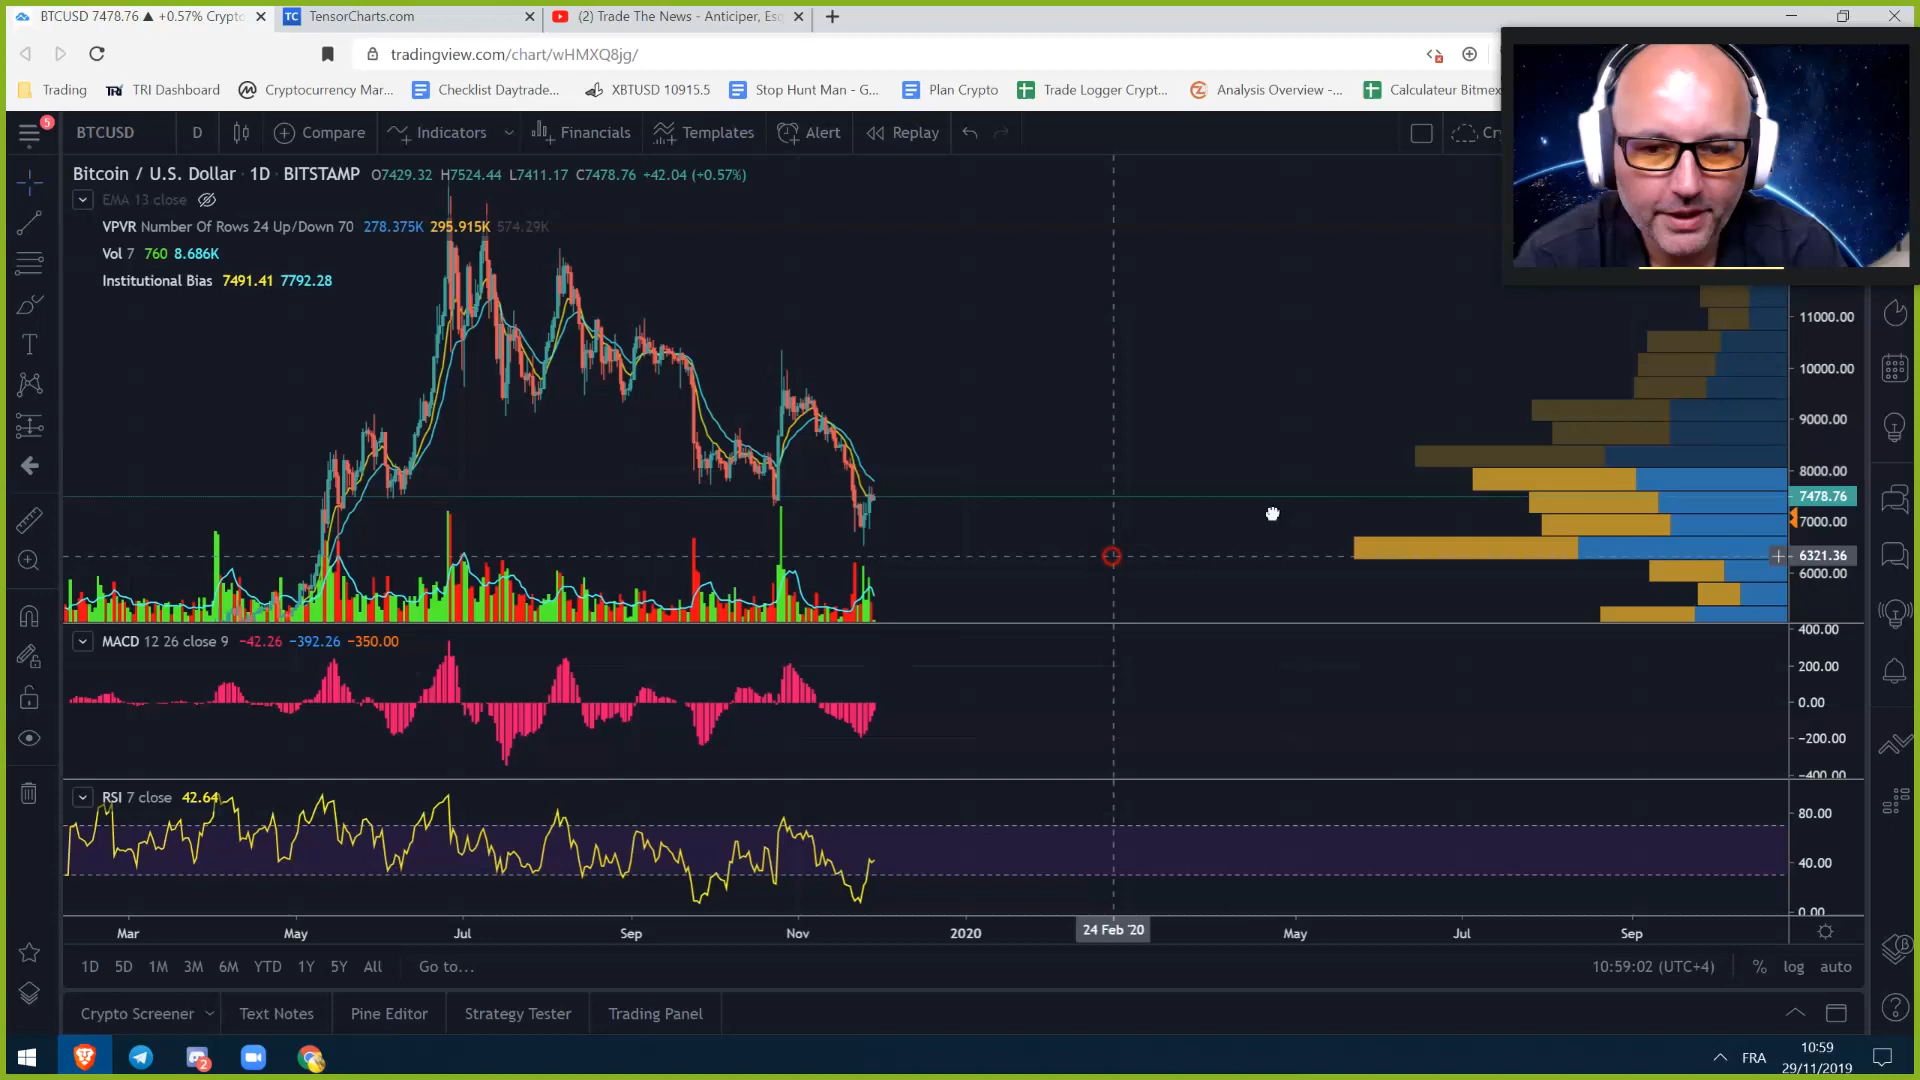 BTCUSD 7478.76 ▲ +0.57% Crypto
TensorCharts.com
(2) Trade The News - Anticiper, Esq
tradingview.com/chart/wHMXQ8jg/
Trading
TRI Dashboard
Cryptocurrency Mar...
Checklist Daytrade...
XBTUSD 10915.5
Stop Hunt Man - G...
Plan Crypto
Trade Logger Crypt...
Analysis Overview -...
Calculateur Bitmex
5
BTCUSD
D
Compare
Indicators
Financials
Templates
Alert
Replay
Cry
Bitcoin / U.S. Dollar · 1D · BITSTAMP O7429.32 H7524.44 L7411.17 C7478.76 +42.04 (+0.57%)
EMA 13 close
VPVR Number Of Rows 24 Up/Down 70 278.375K 295.915K 574.29K
Vol 7 760 8.686K
Institutional Bias 7491.41 7792.28
11000.00
10000.00
9000.00
8000.00
7478.76
7000.00
6321.36
6000.00
MACD 12 26 close 9 −42.26 −392.26 −350.00
400.00
200.00
0.00
−200.00
−400.00
RSI 7 close 42.64
80.00
40.00
0.00
Mar May Jul Sep Nov 2020 24 Feb '20 May Jul Sep
1D 5D 1M 3M 6M YTD 1Y 5Y All Go to...
10:59:02 (UTC+4) % log auto
Crypto Screener Text Notes Pine Editor Strategy Tester Trading Panel
2
FRA
10:59
29/11/2019